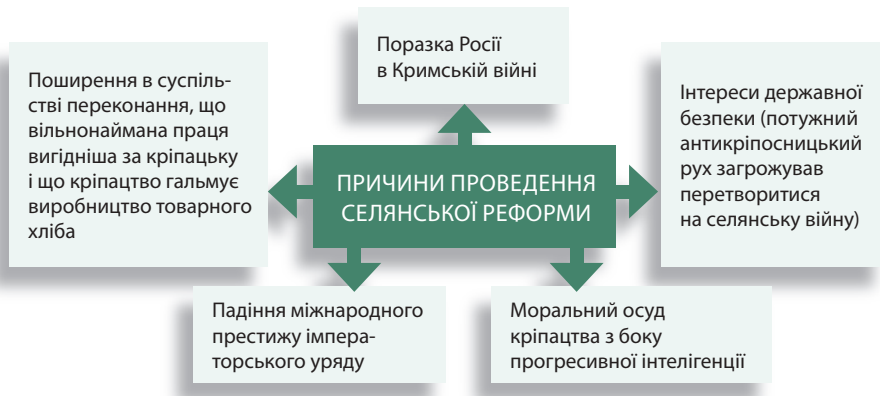 Поразка Росії
в Кримській війні
Поширення в суспіль-
стві переконання, що
вільнонаймана праця
вигідніша за кріпацьку
і що кріпацтво гальмує
виробництво товарного
хліба
ПРИЧИНИ ПРОВЕДЕННЯ
СЕЛЯНСЬКОЇ РЕФОРМИ
Інтереси державної
безпеки (потужний
антикріпосницький
рух загрожував
перетворитися
на селянську війну)
Падіння міжнародного
престижу імпера-
торського уряду
Моральний осуд
кріпацтва з боку
прогресивної інтелігенції